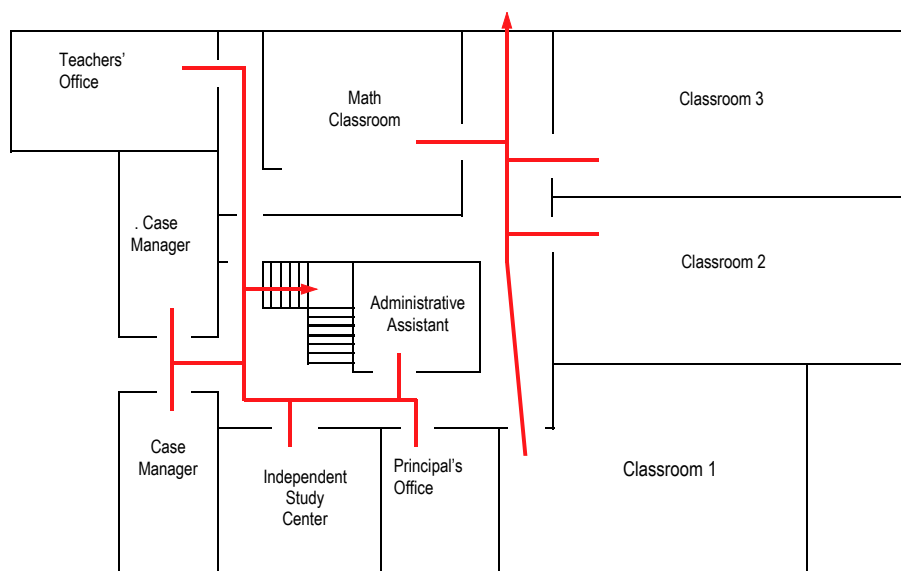 Teachers’
Office
Math
Classroom
Classroom 3
. Case
Manager
Classroom 2
Administrative
Assistant
Case
Manager
Independent
Study
Center
Principal’s
Office
Classroom 1